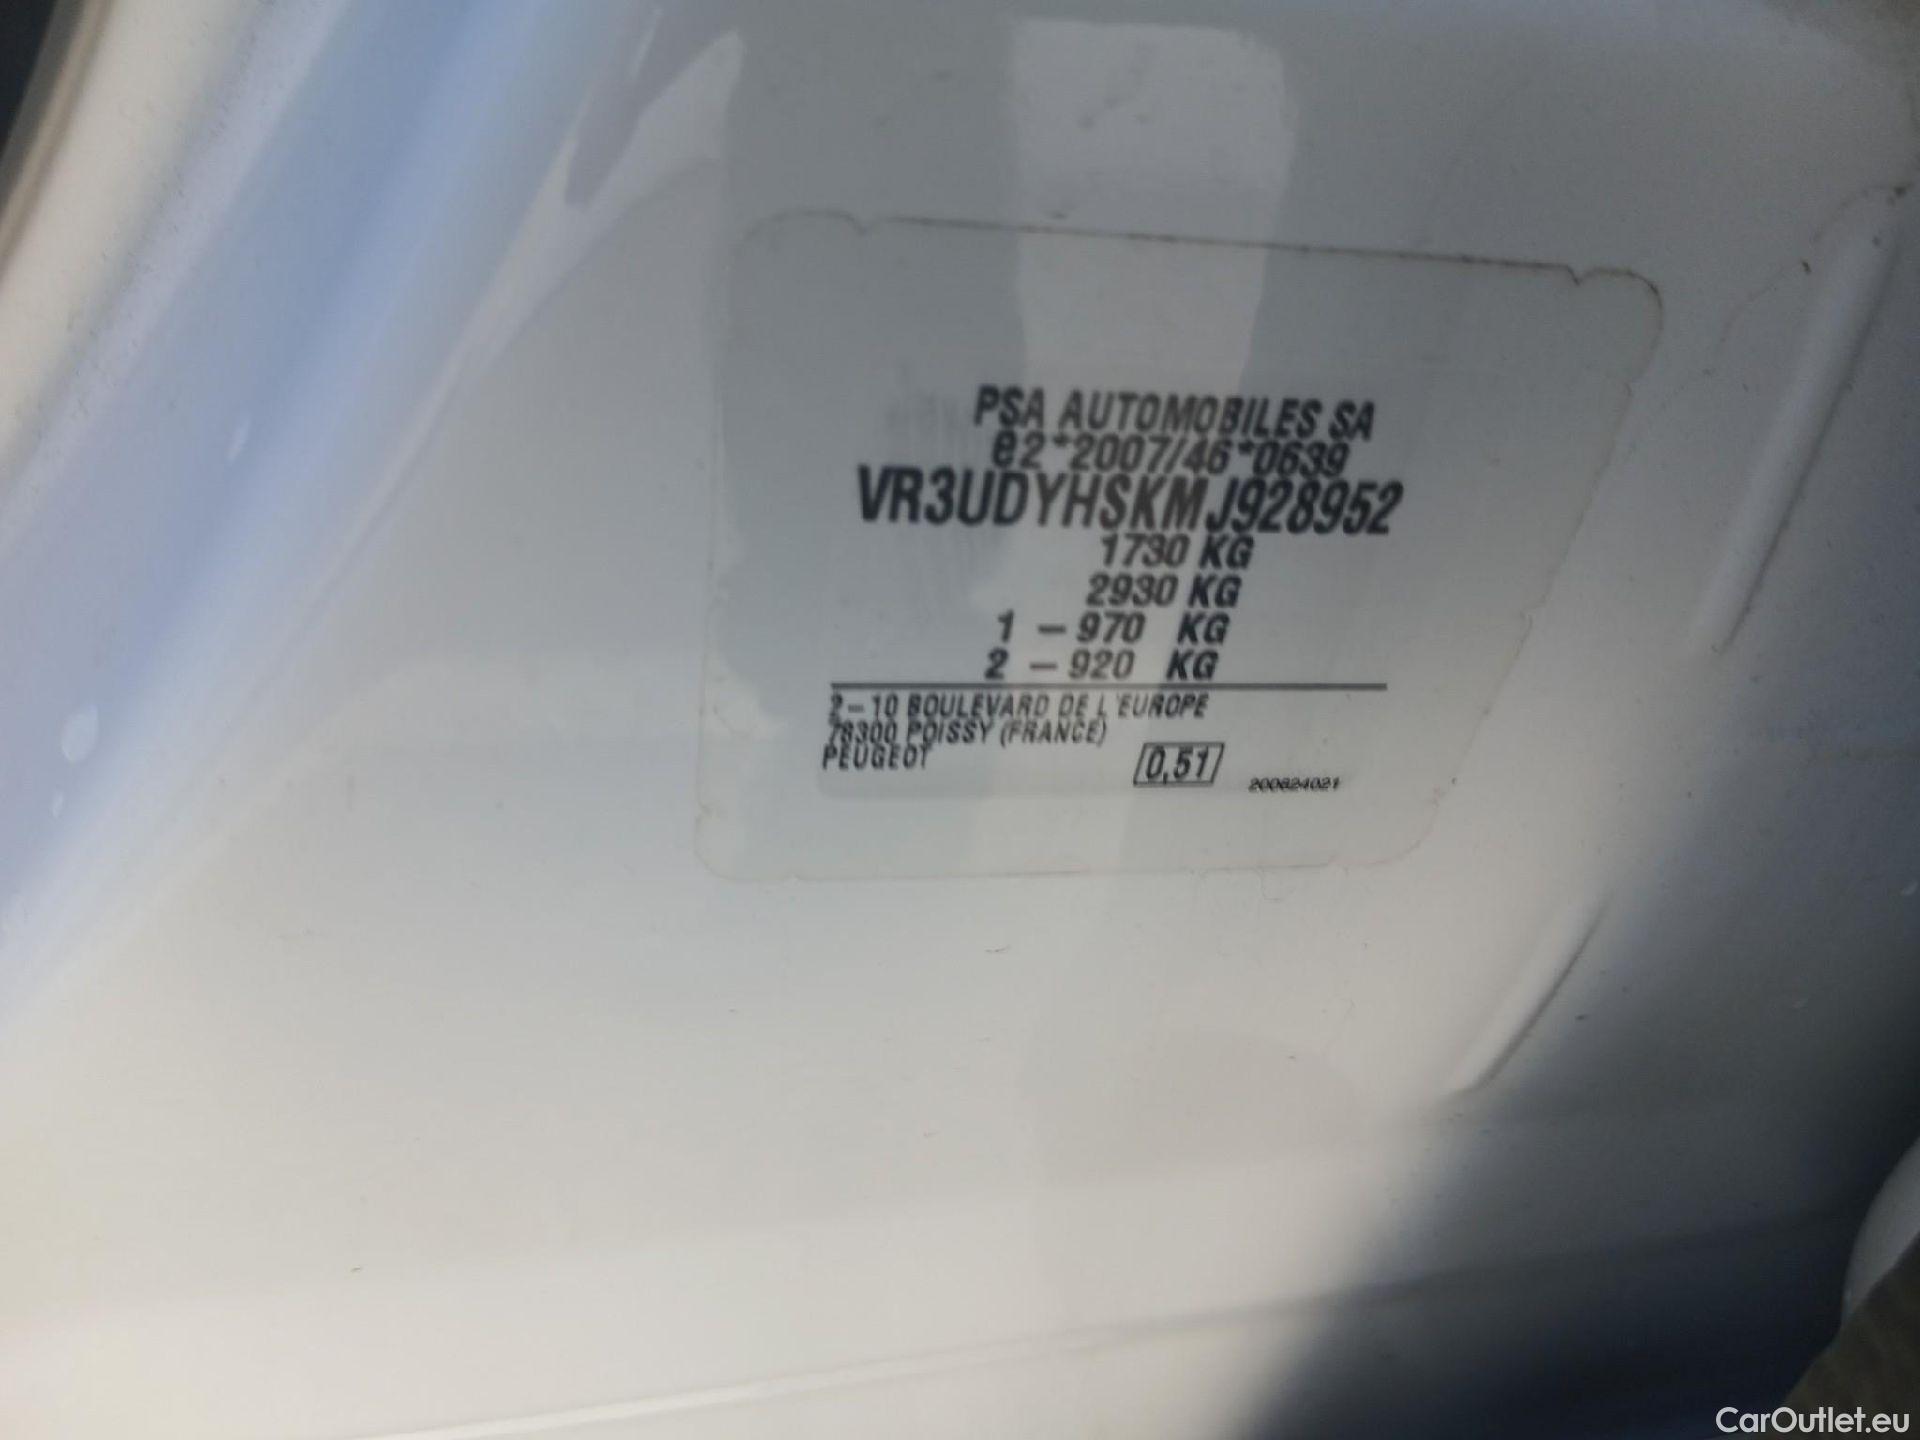 PSA AUTOMOBILES SA
e2*2007/46*0639
VR3UDYHSKMJ928952
1730 KG
2930 KG
1 - 970 KG
2 - 920 KG
2-10 BOULEVARD DE L'EUROPE
78300 POISSY (FRANCE)
PEUGEOT
0,51
200824021
CarOutlet.eu